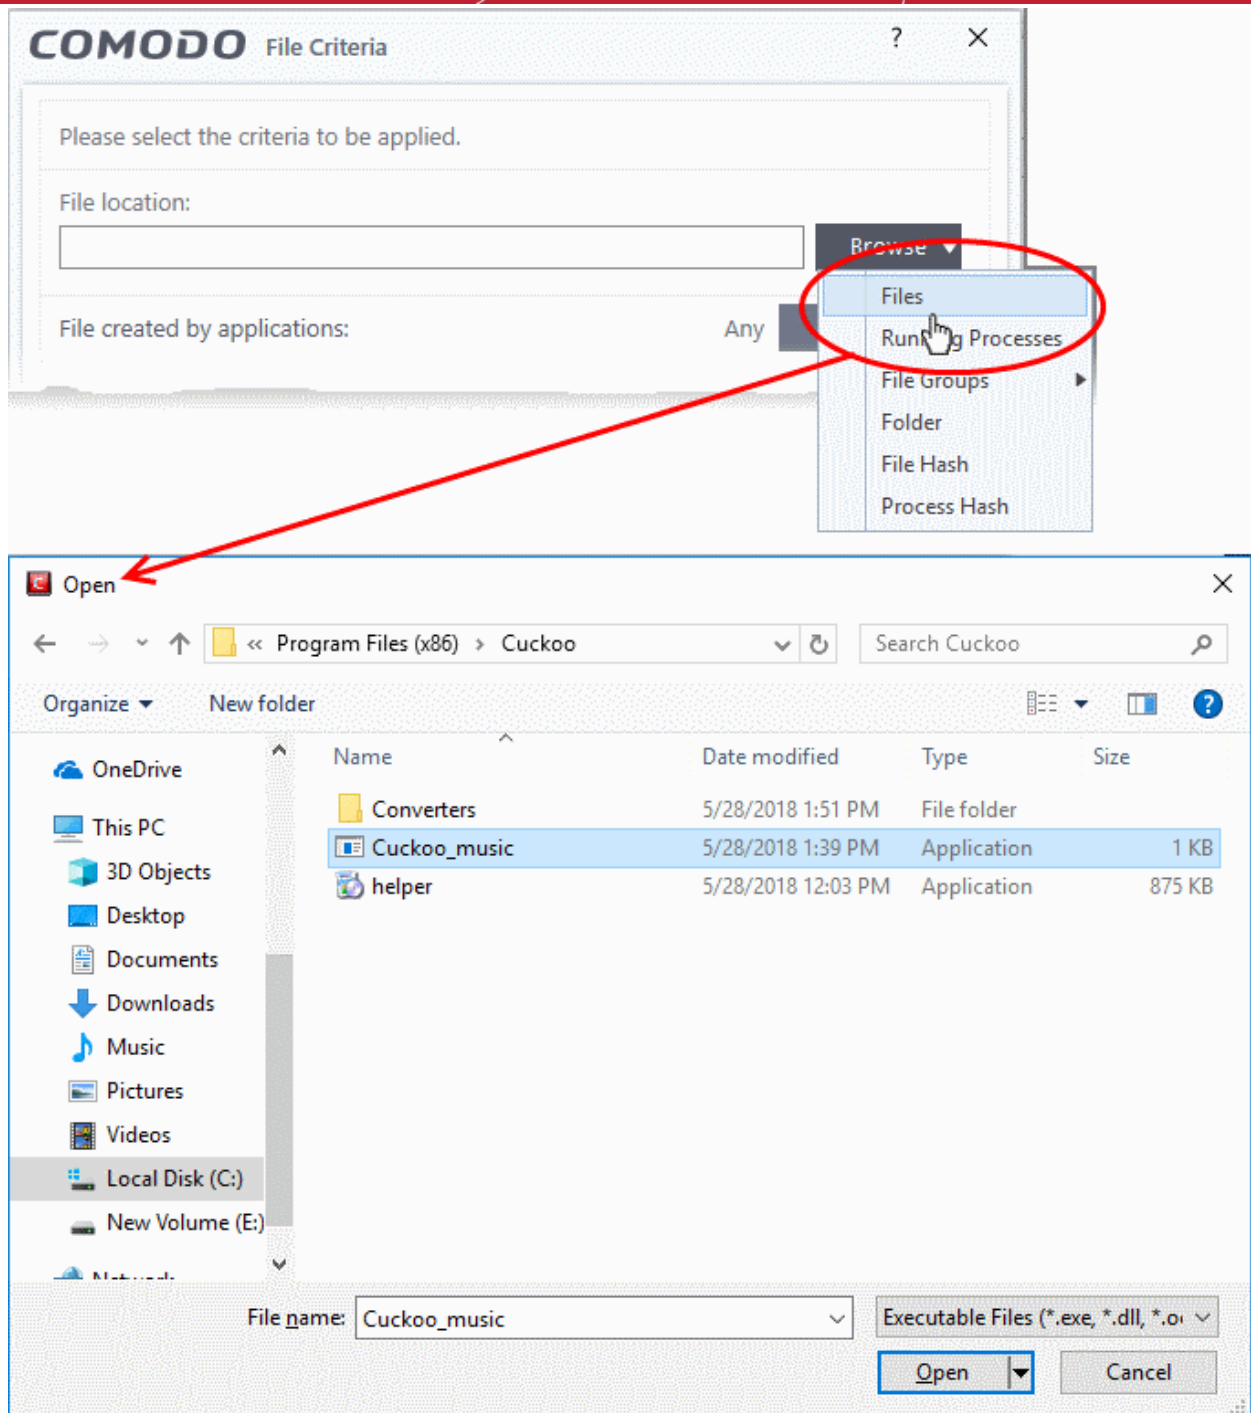 COMODO File Criteria ?
Please select the criteria to be applied.
File location:
Browse
Files
File created by applications: Any
Running Processes
File Groups
Folder
File Hash
Process Hash
Open
« Program Files (x86) > Cuckoo Search Cuckoo
Organize New folder ?
Name Date modified Type Size
OneDrive
This PC
3D Objects
Desktop
Documents
Downloads
Music
Pictures
Videos
Local Disk (C:)
New Volume (E:)
Network
Converters 5/28/2018 1:51 PM File folder
Cuckoo_music 5/28/2018 1:39 PM Application 1 KB
helper 5/28/2018 12:03 PM Application 875 KB
File name: Cuckoo_music Executable Files (*.exe, *.dll, *.o
Open Cancel